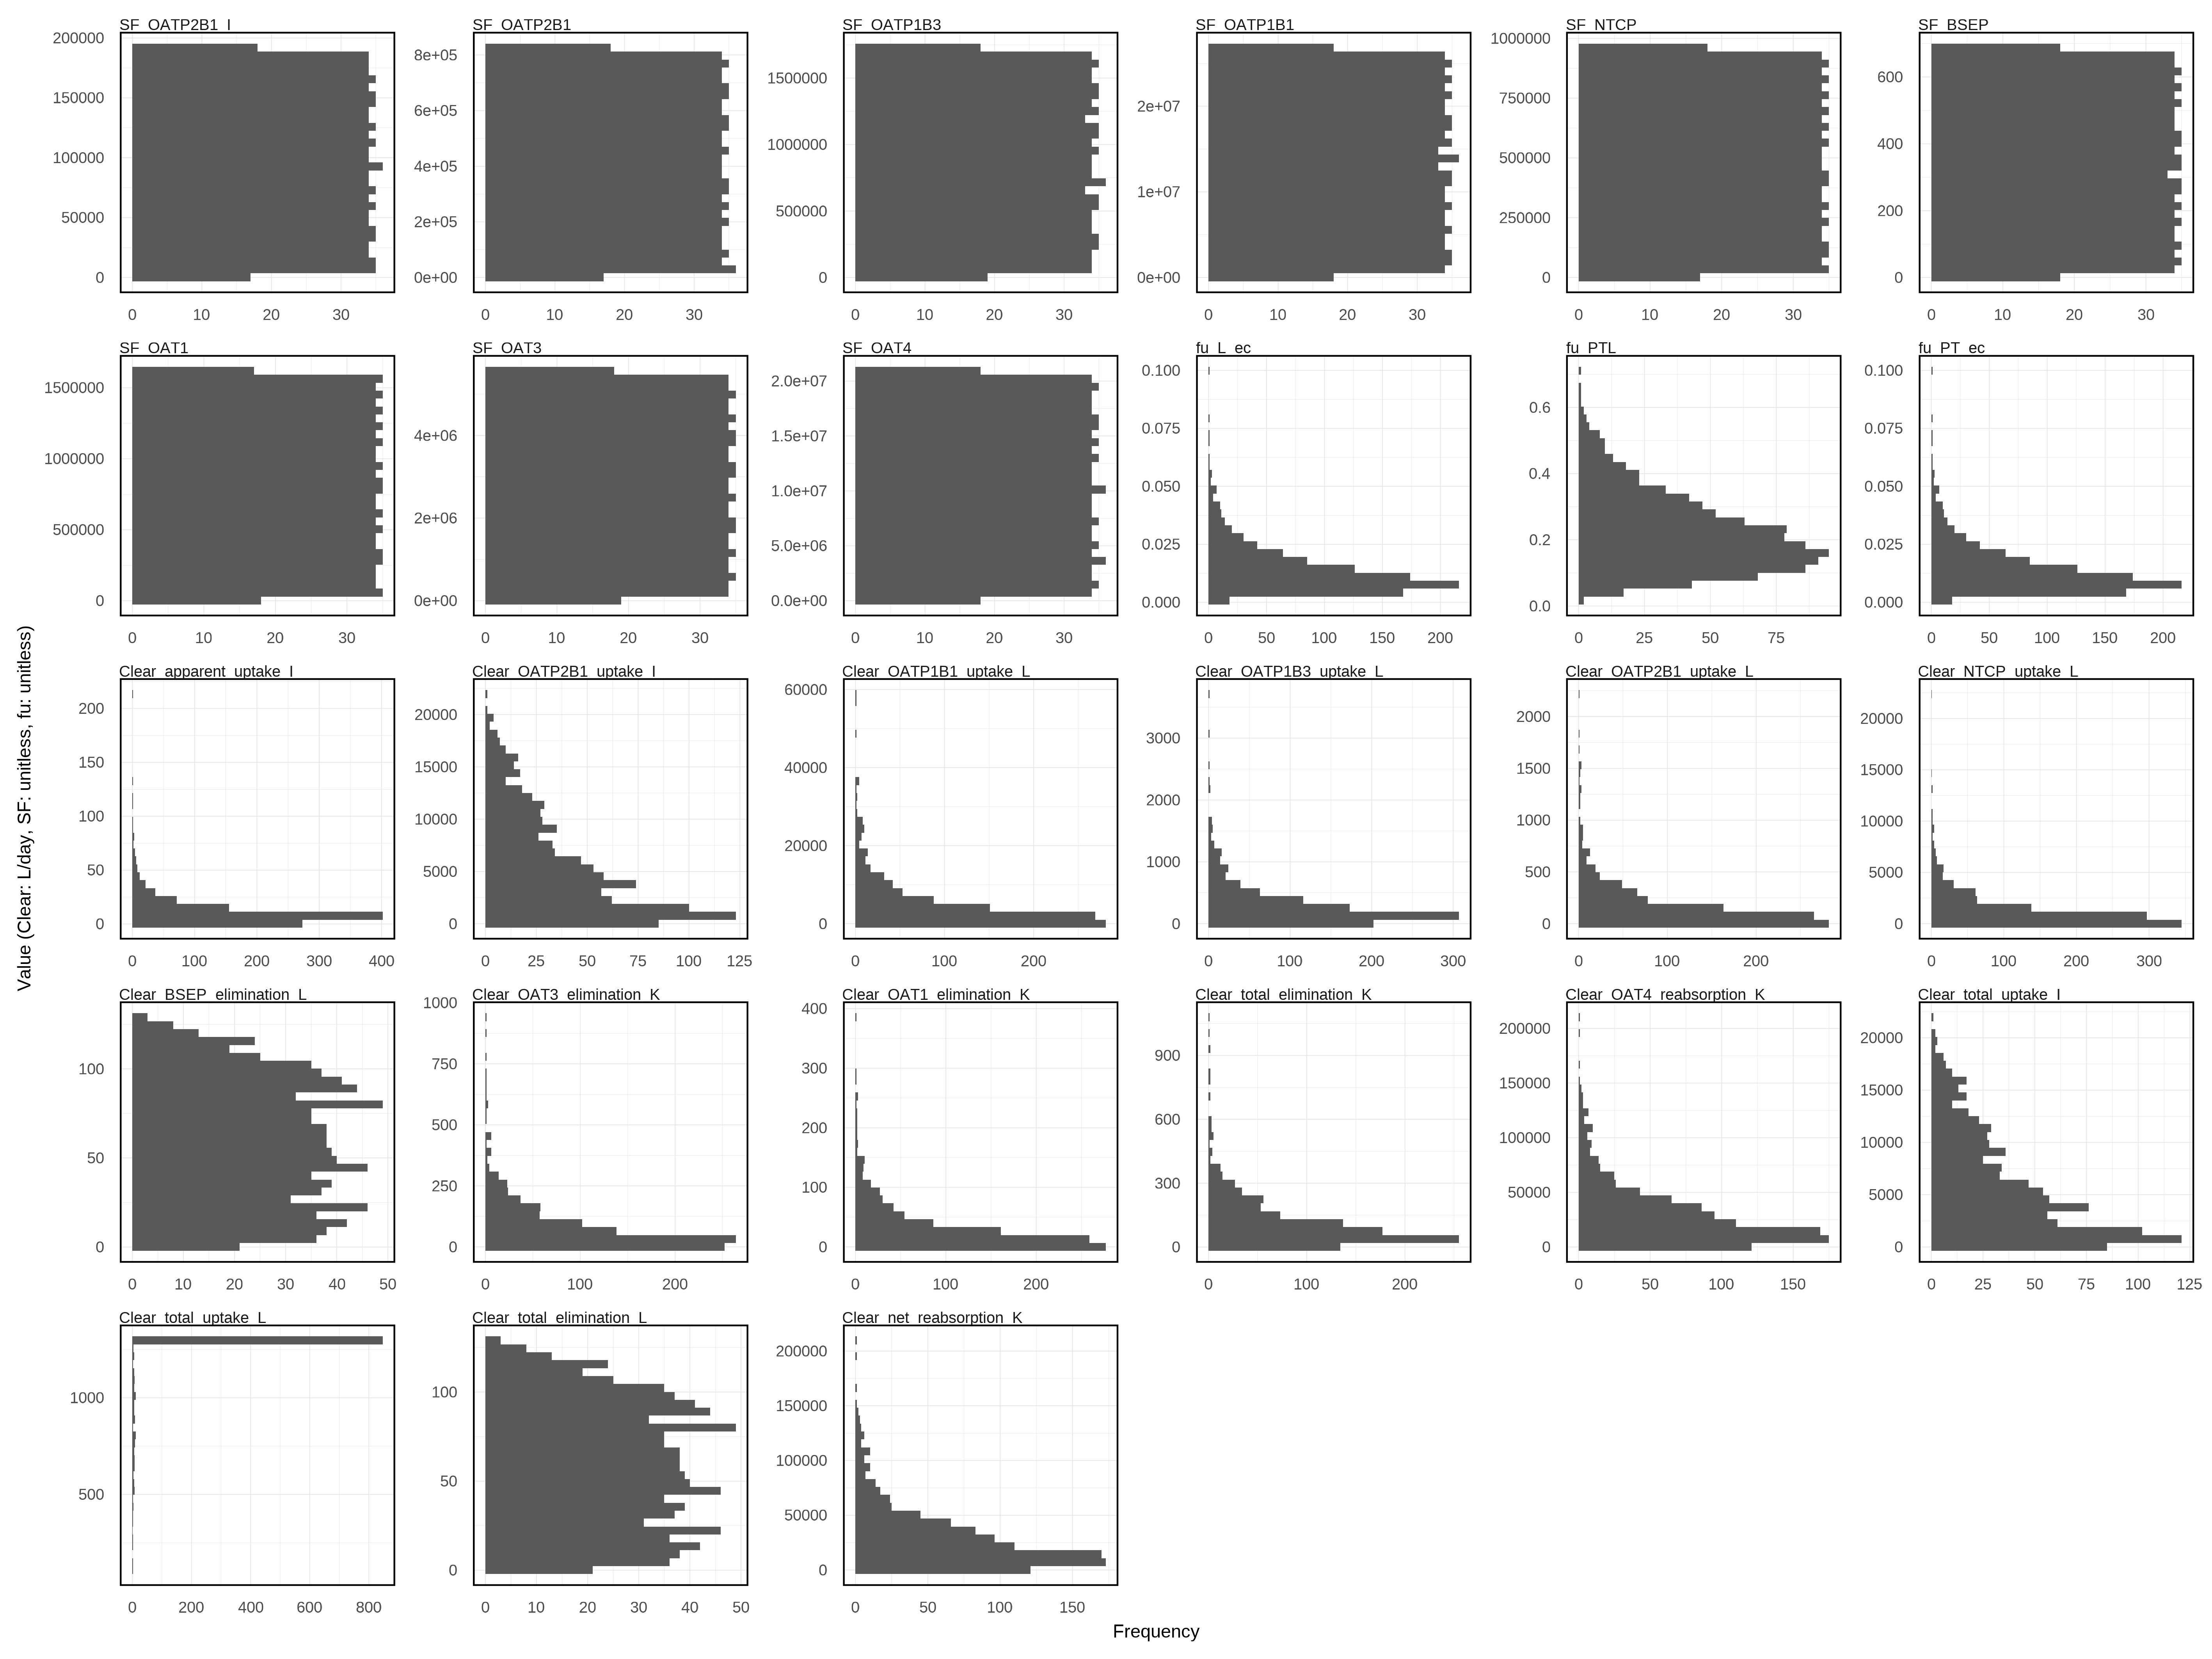 SF_OATP2B1_I SF_OATP2B1 SF_OATP1B3 SF_OATP1B1 SF_NTCP SF_BSEP
200000 150000 100000 50000 0
8e+05 6e+05 4e+05 2e+05 0e+00
1500000 1000000 500000 0
2e+07 1e+07 0e+00
1000000 750000 500000 250000 0
600 400 200 0
0 10 20 30 0 10 20 30 0 10 20 30 0 10 20 30 0 10 20 30 0 10 20 30
SF_OAT1 SF_OAT3 SF_OAT4 fu_L_ec fu_PTL fu_PT_ec
1500000 1000000 500000 0
4e+06 2e+06 0e+00
2.0e+07 1.5e+07 1.0e+07 5.0e+06 0.0e+00
0.100 0.075 0.050 0.025 0.000
0.6 0.4 0.2 0.0
0.100 0.075 0.050 0.025 0.000
0 10 20 30 0 10 20 30 0 10 20 30 0 50 100 150 200 0 25 50 75 0 50 100 150 200
Clear_apparent_uptake_I Clear_OATP2B1_uptake_I Clear_OATP1B1_uptake_L Clear_OATP1B3_uptake_L Clear_OATP2B1_uptake_L Clear_NTCP_uptake_L
200 150 100 50 0
20000 15000 10000 5000 0
60000 40000 20000 0
3000 2000 1000 0
2000 1500 1000 500 0
20000 15000 10000 5000 0
0 100 200 300 400 0 25 50 75 100 125 0 100 200 0 100 200 300 0 100 200 0 100 200 300
Clear_BSEP_elimination_L Clear_OAT3_elimination_K Clear_OAT1_elimination_K Clear_total_elimination_K Clear_OAT4_reabsorption_K Clear_total_uptake_I
100 50 0
1000 750 500 250 0
400 300 200 100 0
900 600 300 0
200000 150000 100000 50000 0
20000 15000 10000 5000 0
0 10 20 30 40 50 0 100 200 0 100 200 0 100 200 0 50 100 150 0 25 50 75 100 125
Clear_total_uptake_L Clear_total_elimination_L Clear_net_reabsorption_K
1000 500
100 50 0
200000 150000 100000 50000 0
0 200 400 600 800 0 10 20 30 40 50 0 50 100 150
Value (Clear: L/day, SF: unitless, fu: unitless)
Frequency